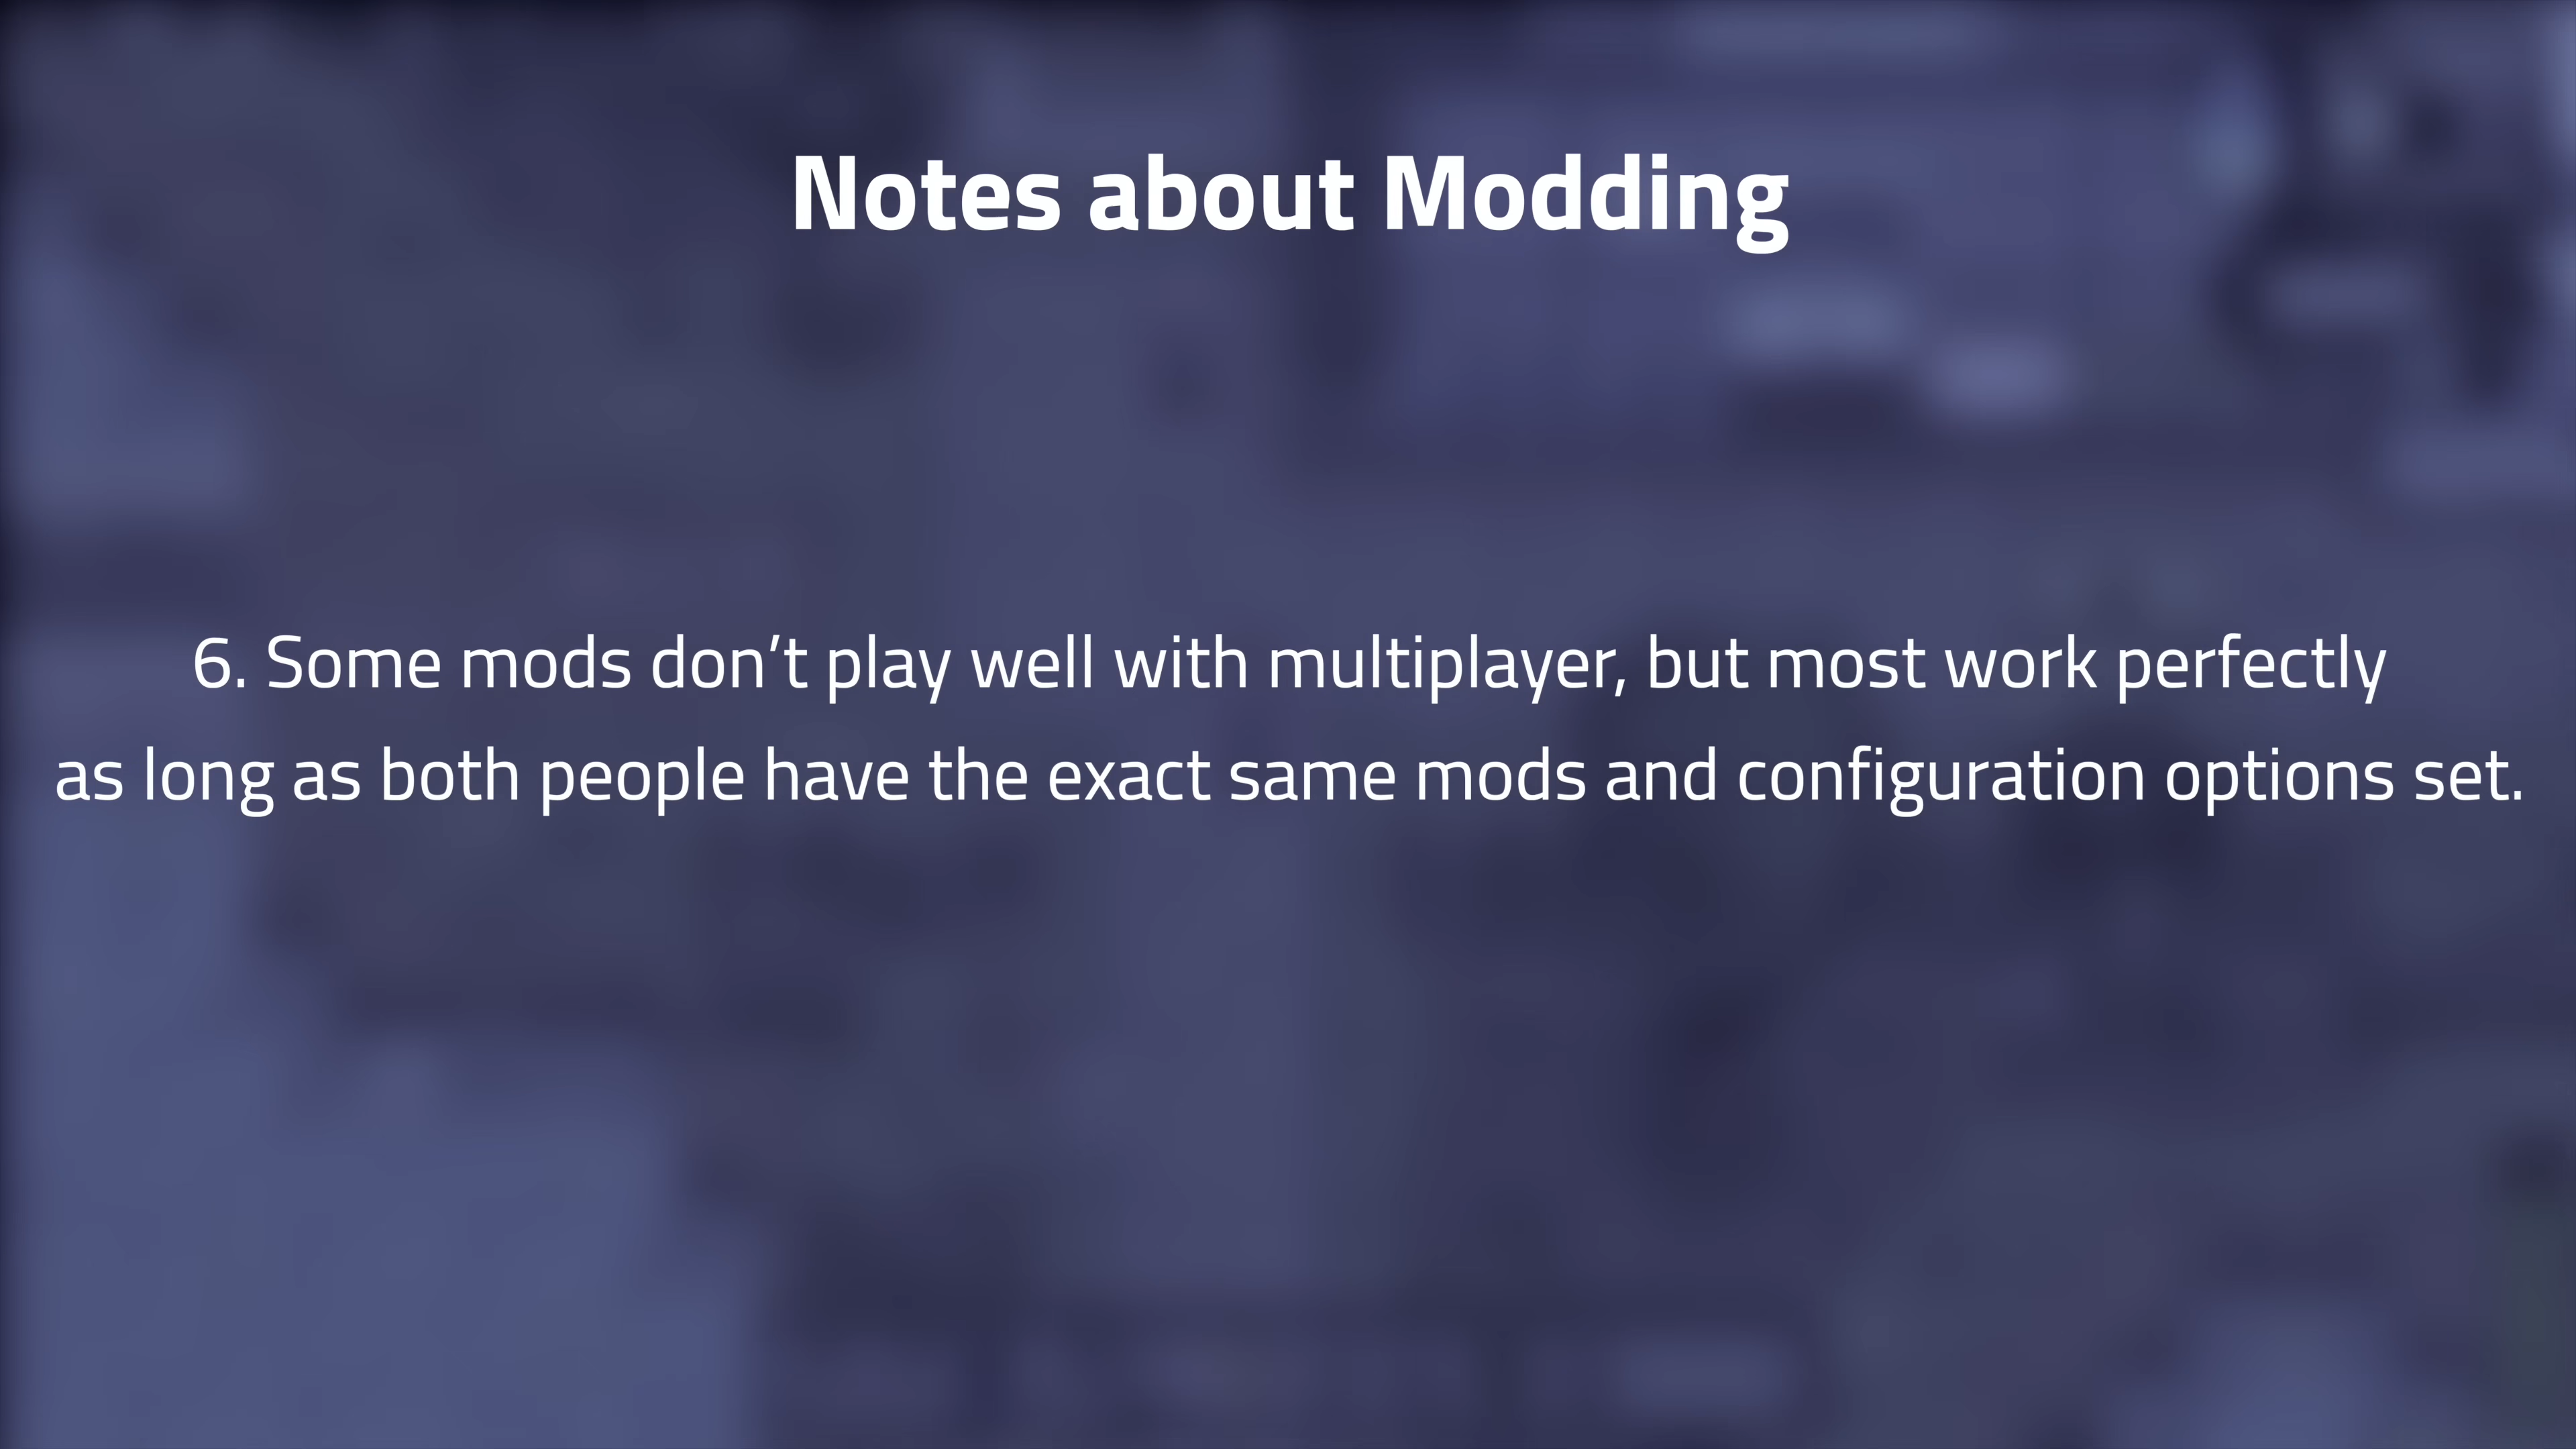 Notes about Modding
6. Some mods don’t play well with multiplayer, but most work perfectly
as long as both people have the exact same mods and configuration options set.